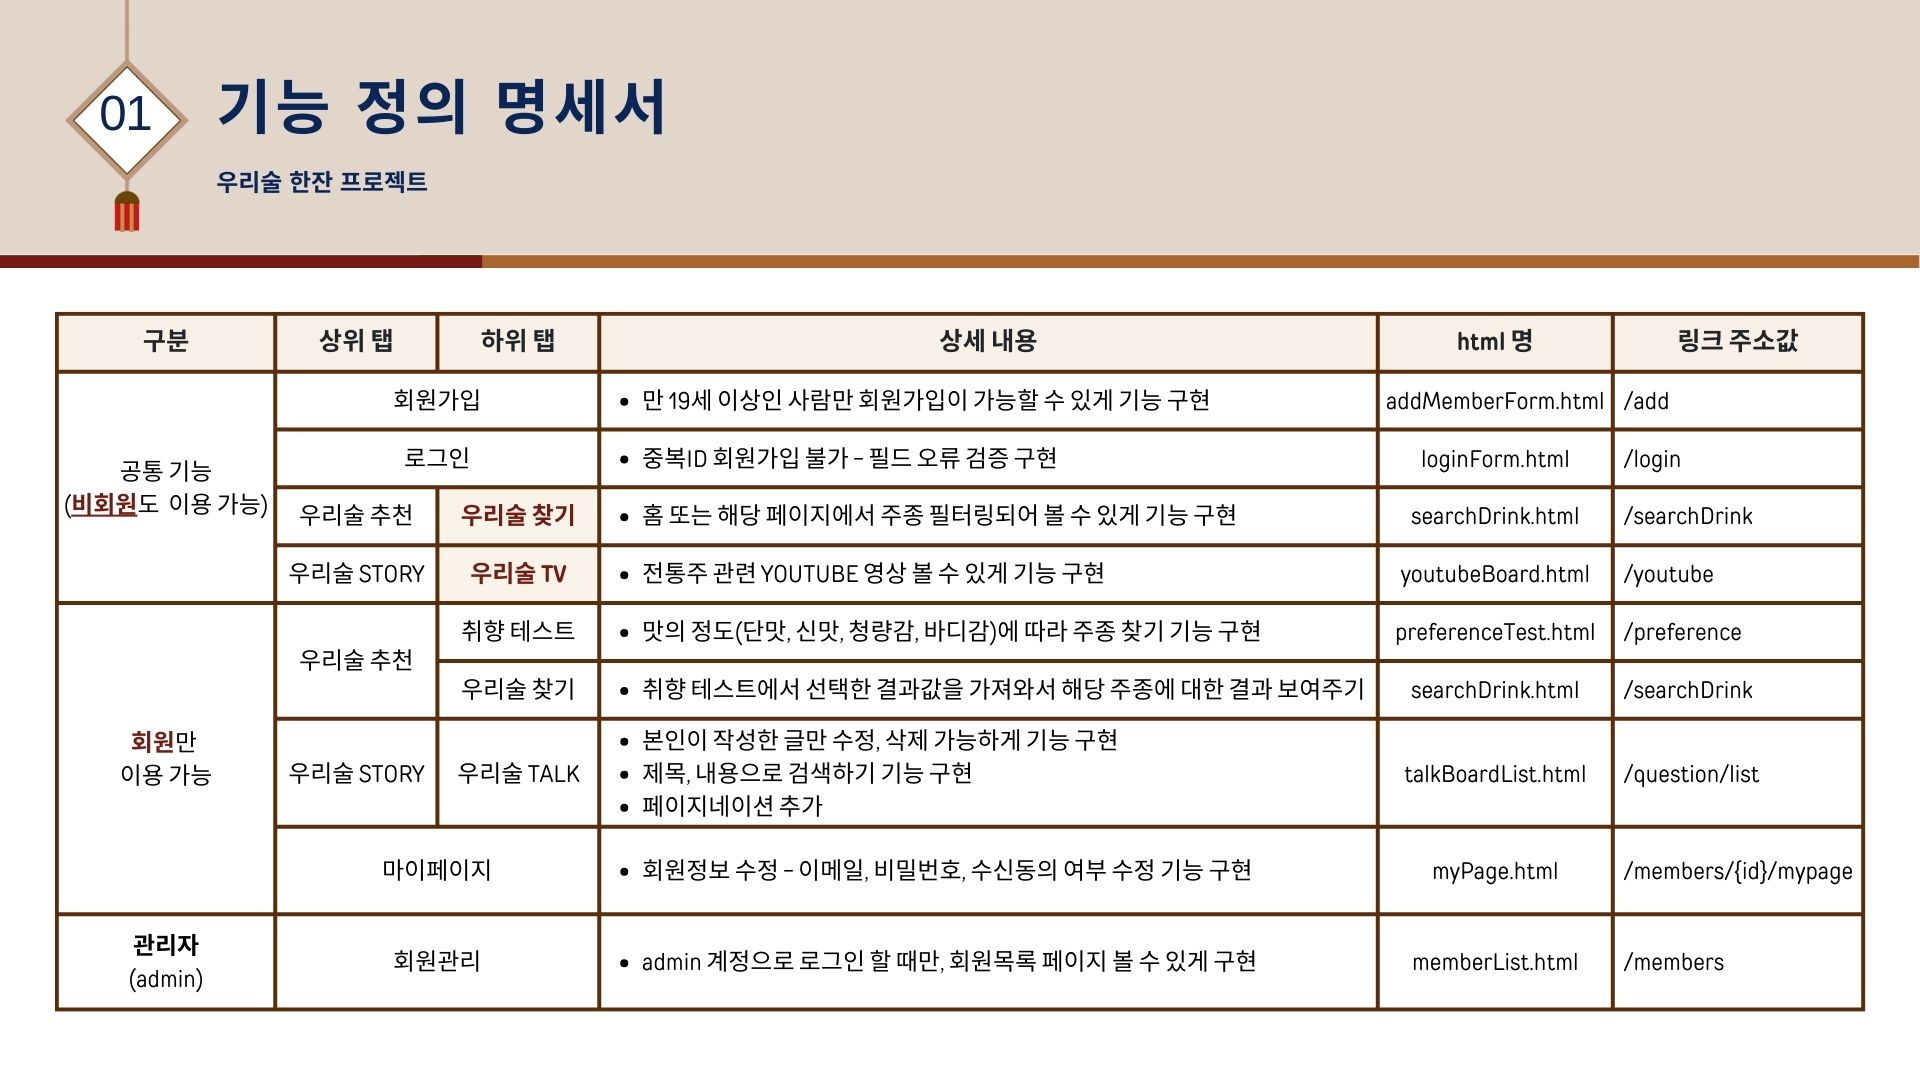 01
기능 정의 명세서
우리술 한잔 프로젝트
구분 상위 탭 하위 탭 상세 내용 html 명 링크 주소값
공통 기능
(비회원도 이용 가능)
회원가입 • 만 19세 이상인 사람만 회원가입이 가능할 수 있게 기능 구현 addMemberForm.html /add
로그인 • 중복ID 회원가입 불가 - 필드 오류 검증 구현 loginForm.html /login
우리술 추천 우리술 찾기 • 홈 또는 해당 페이지에서 주종 필터링되어 볼 수 있게 기능 구현 searchDrink.html /searchDrink
우리술 STORY 우리술 TV • 전통주 관련 YOUTUBE 영상 볼 수 있게 기능 구현 youtubeBoard.html /youtube
회원만
이용 가능
우리술 추천
취향 테스트 • 맛의 정도(단맛, 신맛, 청량감, 바디감)에 따라 주종 찾기 기능 구현 preferenceTest.html /preference
우리술 찾기 • 취향 테스트에서 선택한 결과값을 가져와서 해당 주종에 대한 결과 보여주기 searchDrink.html /searchDrink
우리술 STORY 우리술 TALK
• 본인이 작성한 글만 수정, 삭제 가능하게 기능 구현
• 제목, 내용으로 검색하기 기능 구현
• 페이지네이션 추가
talkBoardList.html /question/list
마이페이지 • 회원정보 수정 - 이메일, 비밀번호, 수신동의 여부 수정 기능 구현 myPage.html /members/{id}/mypage
관리자
(admin)
회원관리 • admin 계정으로 로그인 할 때만, 회원목록 페이지 볼 수 있게 구현 memberList.html /members